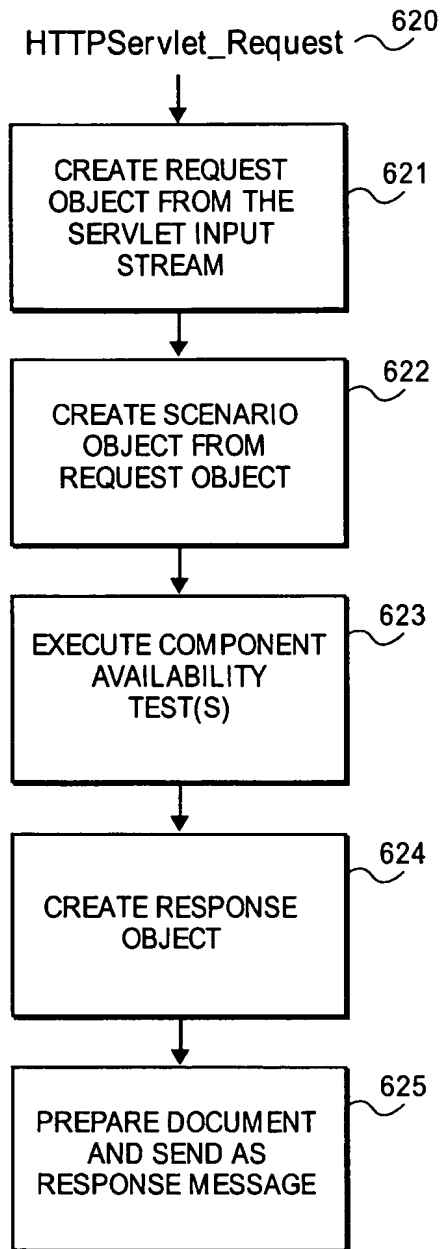 HTTPServlet_Request
620
CREATE REQUEST
OBJECT FROM THE
SERVLET INPUT
STREAM
621
CREATE SCENARIO
OBJECT FROM
REQUEST OBJECT
622
EXECUTE COMPONENT
AVAILABILITY
TEST(S)
623
CREATE RESPONSE
OBJECT
624
PREPARE DOCUMENT
AND SEND AS
RESPONSE MESSAGE
625